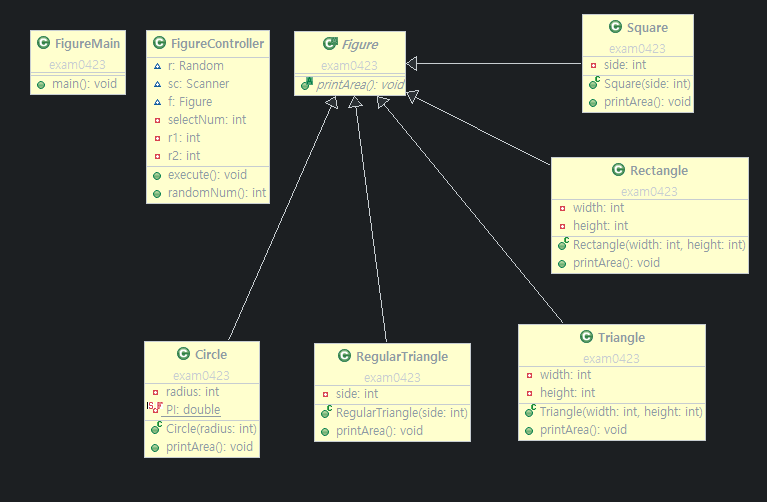 FigureMain
exam0423
main(): void
FigureController
r: Random
sc: Scanner
f: Figure
selectNum: int
r1: int
r2: int
execute(): void
randomNum(): int
Figure
exam0423
printArea(): void
Square
exam0423
side: int
Square(side: int)
printArea(): void
Rectangle
exam0423
width: int
height: int
Rectangle(width: int, height: int)
printArea(): void
Circle
exam0423
radius: int
PI: double
Circle(radius: int)
printArea(): void
RegularTriangle
exam0423
side: int
RegularTriangle(side: int)
printArea(): void
Triangle
exam0423
width: int
height: int
Triangle(width: int, height: int)
printArea(): void